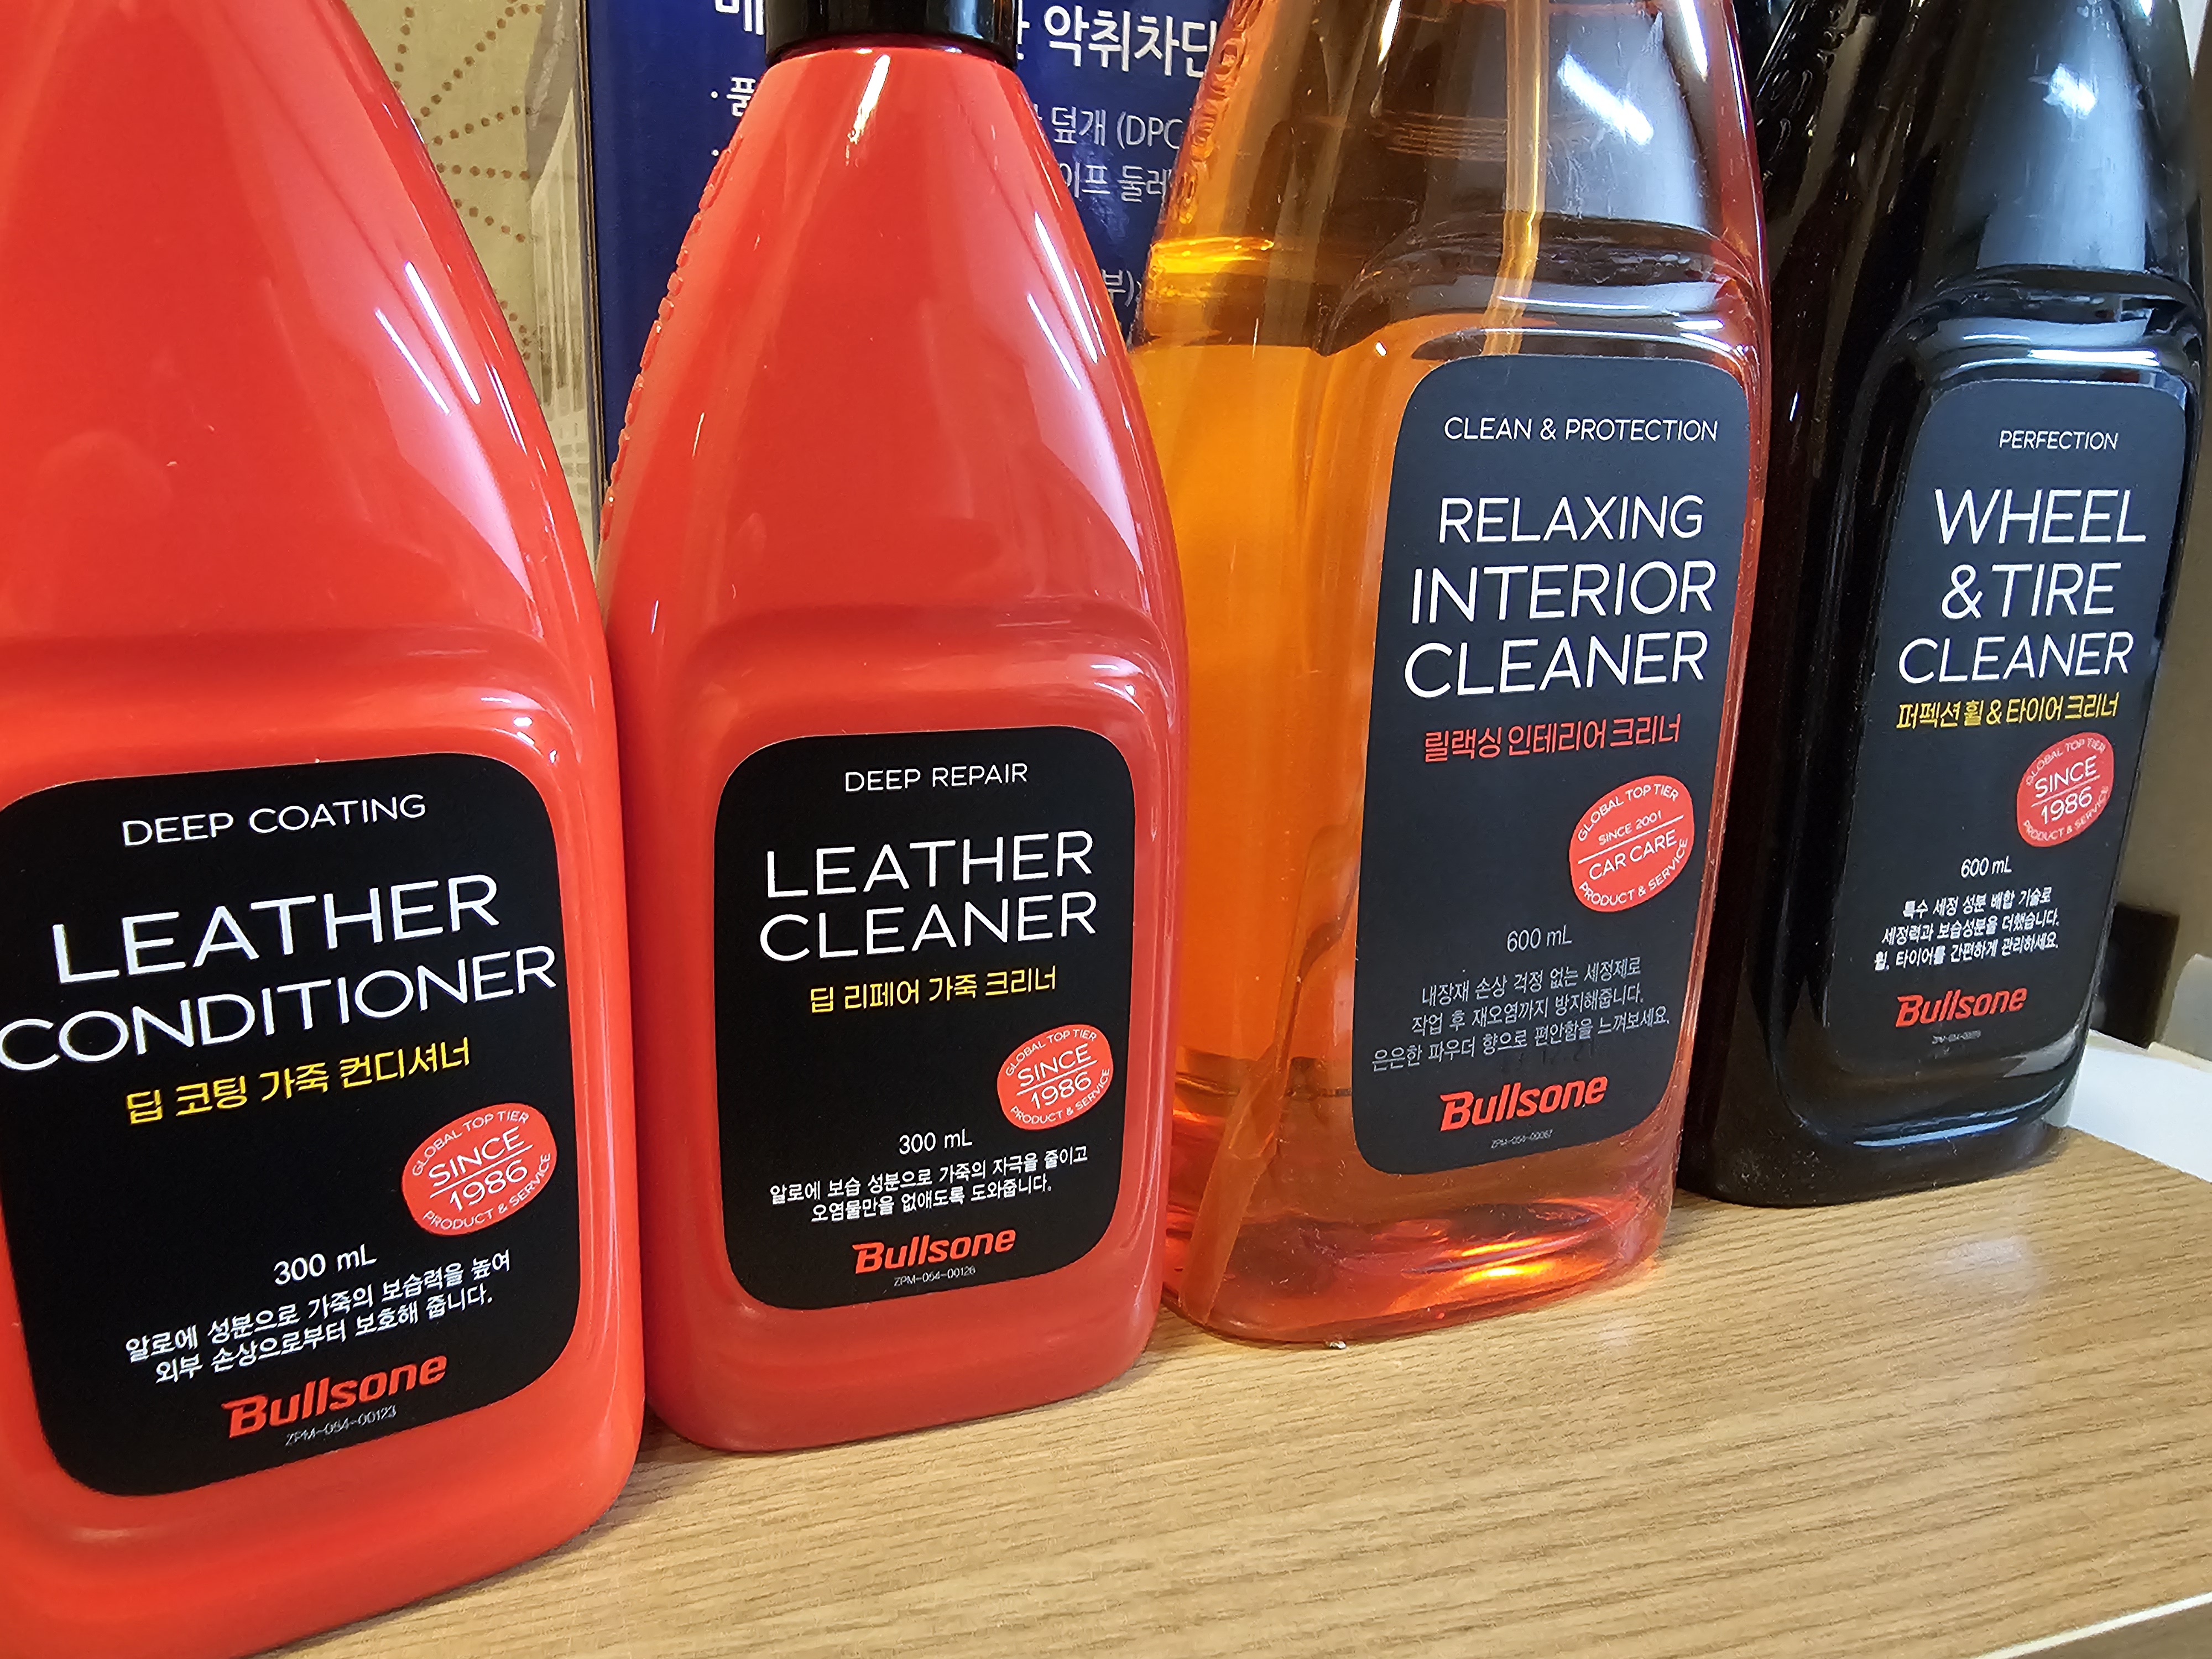 악취차단
덮개 (DPC
둘레
DEEP COATING
LEATHER
CONDITIONER
딥 코팅 가죽 컨디셔너
GLOBAL TOP TIER
SINCE
1986
PRODUCT & SERVICE
300 mL
알로에 성분으로 가죽의 보습력을 높여
외부 손상으로부터 보호해 줍니다.
Bullsone
ZPM-054-00123
DEEP REPAIR
LEATHER
CLEANER
딥 리페어 가죽 크리너
GLOBAL TOP TIER
SINCE
1986
PRODUCT & SERVICE
300 mL
알로에 보습 성분으로 가죽의 자극을 줄이고
오염물만을 없애도록 도와줍니다.
Bullsone
ZPM-054-00126
CLEAN & PROTECTION
RELAXING
INTERIOR
CLEANER
릴랙싱 인테리어 크리너
GLOBAL TOP TIER
SINCE 2001
CAR CARE
PRODUCT & SERVICE
600 mL
내장재 손상 걱정 없는 세정제로
작업 후 재오염까지 방지해줍니다.
은은한 파우더 향으로 편안함을 느껴보세요.
Bullsone
PERFECTION
WHEEL
&TIRE
CLEANER
퍼펙션 휠 & 타이어 크리너
GLOBAL TOP TIER
SINCE
1986
PRODUCT & SERVICE
600 mL
특수 세정 성분 배합 기술로
세정력과 보습성분을 더했습니다.
휠, 타이어를 간편하게 관리하세요.
Bullsone